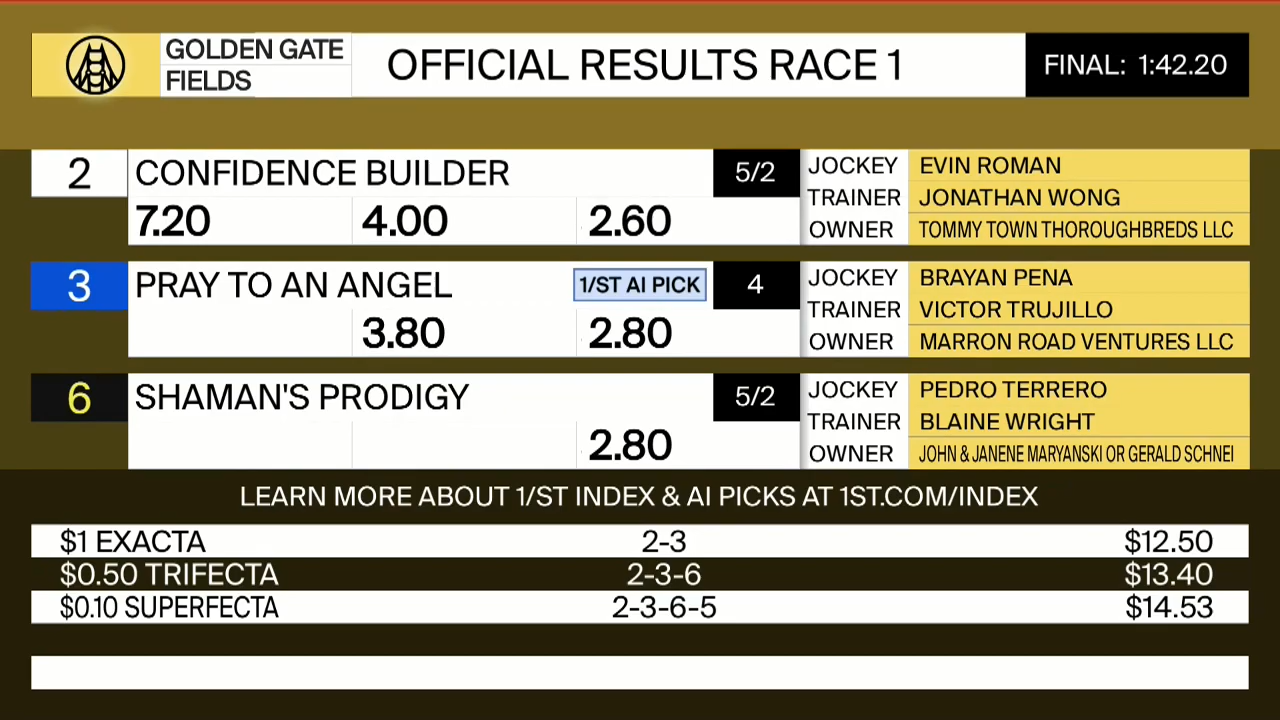 GOLDEN GATE
FIELDS
OFFICIAL RESULTS RACE 1
FINAL: 1:42.20
2
CONFIDENCE BUILDER
5/2
7.20
4.00
2.60
JOCKEY EVIN ROMAN
TRAINER JONATHAN WONG
OWNER TOMMY TOWN THOROUGHBREDS LLC
3
PRAY TO AN ANGEL
1/ST AI PICK
4
3.80
2.80
JOCKEY BRAYAN PENA
TRAINER VICTOR TRUJILLO
OWNER MARRON ROAD VENTURES LLC
6
SHAMAN'S PRODIGY
5/2
2.80
JOCKEY PEDRO TERRERO
TRAINER BLAINE WRIGHT
OWNER JOHN & JANENE MARYANSKI OR GERALD SCHNEI
LEARN MORE ABOUT 1/ST INDEX & AI PICKS AT 1ST.COM/INDEX
$1 EXACTA 2-3 $12.50
$0.50 TRIFECTA 2-3-6 $13.40
$0.10 SUPERFECTA 2-3-6-5 $14.53